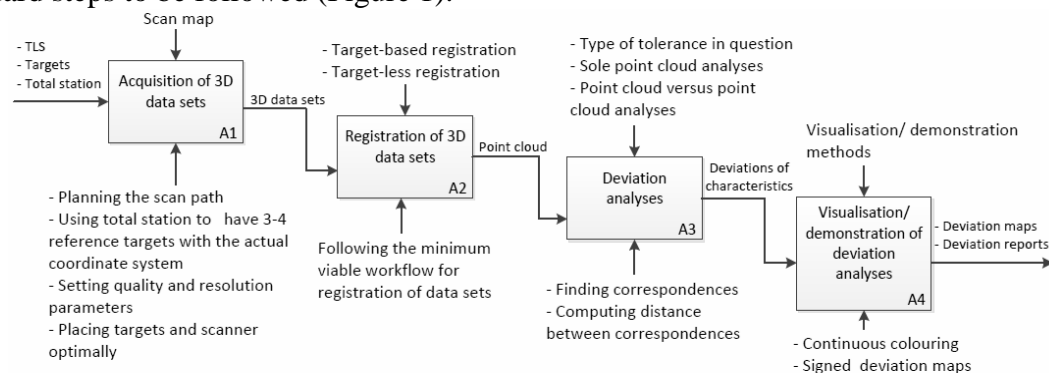 ard steps to be followed (Figure 1).
Scan map
- TLS
- Targets
- Total station
Acquisition of 3D
data sets
A1
3D data sets
- Planning the scan path
- Using total station to have 3-4
reference targets with the actual
coordinate system
- Setting quality and resolution
parameters
- Placing targets and scanner
optimally
- Target-based registration
- Target-less registration
Registration of 3D
data sets
A2
Point cloud
Following the minimum
viable workflow for
registration of data sets
- Type of tolerance in question
- Sole point cloud analyses
- Point cloud versus point
cloud analyses
Deviation
analyses
A3
Deviations of
characteristics
- Finding correspondences
- Computing distance
between correspondences
Visualisation/ demonstration
methods
Visualisation/
demonstration of
deviation
analyses
A4
- Deviation maps
- Deviation reports
- Continuous colouring
- Signed deviation maps